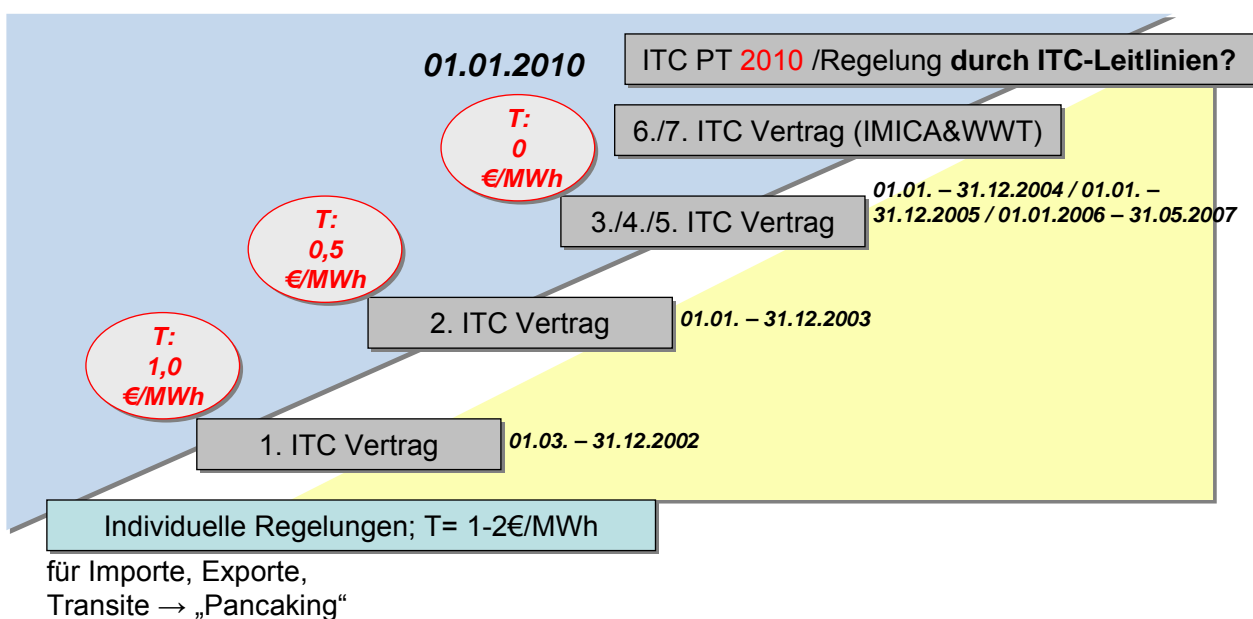 01.01.2010
ITC PT 2010 /Regelung durch ITC-Leitlinien?
T:
0
€/MWh
6./7. ITC Vertrag (IMICA&WWT)
3./4./5. ITC Vertrag
01.01. – 31.12.2004 / 01.01. –
31.12.2005 / 01.01.2006 – 31.05.2007
T:
0,5
€/MWh
2. ITC Vertrag
01.01. – 31.12.2003
T:
1,0
€/MWh
1. ITC Vertrag
01.03. – 31.12.2002
Individuelle Regelungen; T= 1-2€/MWh
für Importe, Exporte,
Transite → „Pancaking“